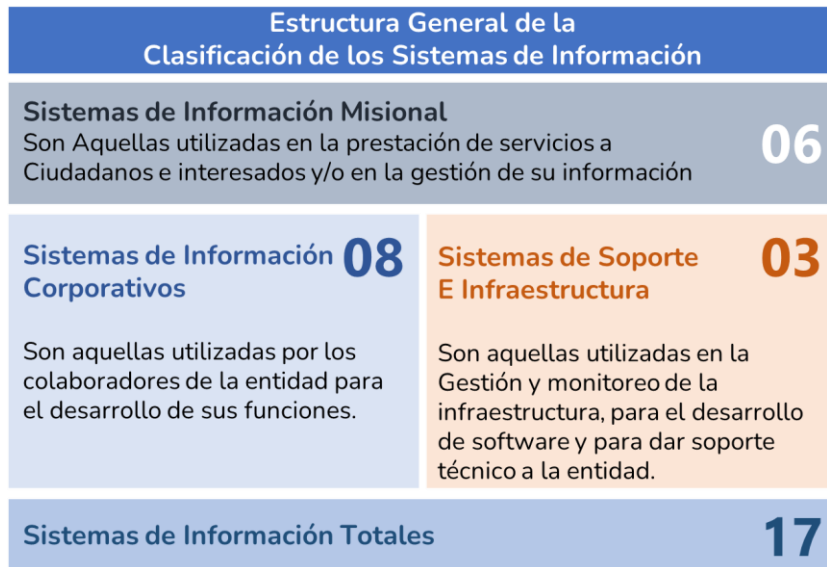 Estructura General de la
Clasificación de los Sistemas de Información
Sistemas de Información Misional
Son Aquellas utilizadas en la prestación de servicios a
Ciudadanos e interesados y/o en la gestión de su información
06
Sistemas de Información
Corporativos
08
Son aquellas utilizadas por los
colaboradores de la entidad para
el desarrollo de sus funciones.
Sistemas de Soporte
E Infraestructura
03
Son aquellas utilizadas en la
Gestión y monitoreo de la
infraestructura, para el desarrollo
de software y para dar soporte
técnico a la entidad.
Sistemas de Información Totales
17